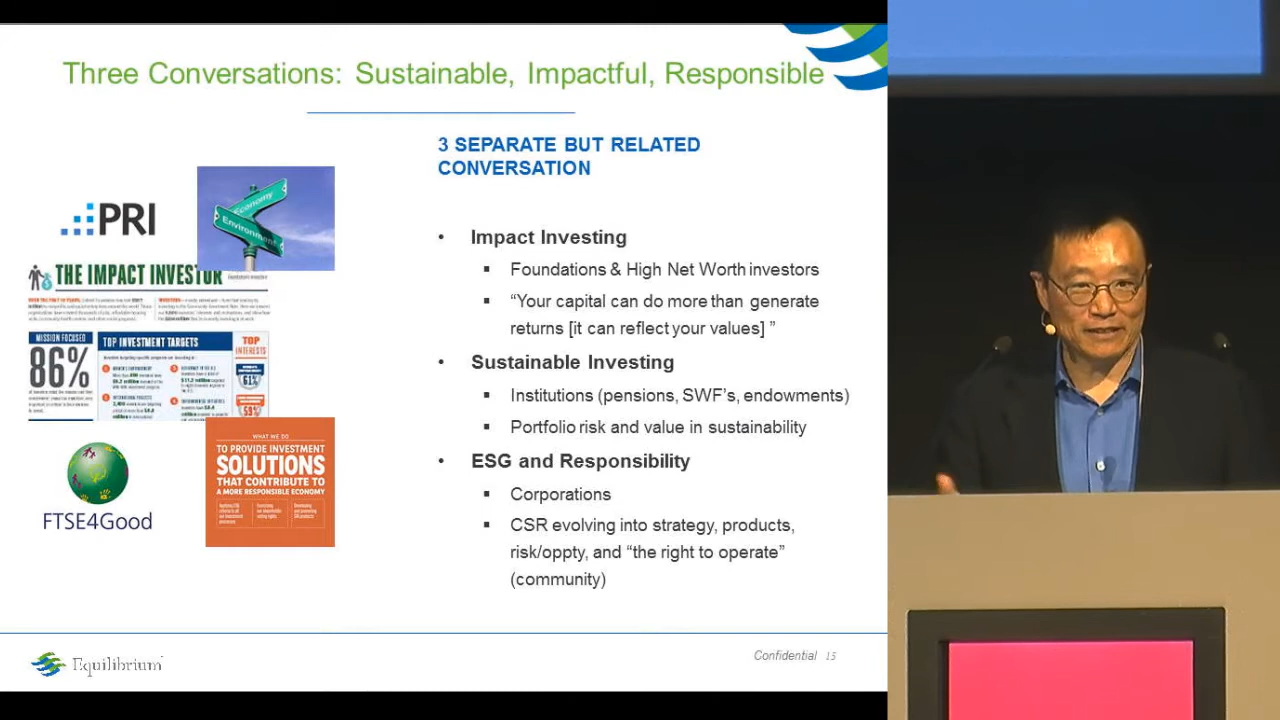 Three Conversations: Sustainable, Impactful, Responsible
3 SEPARATE BUT RELATED
CONVERSATION
PRI
Economy
Environment
THE IMPACT INVESTOR
MISSION FOCUSED
86%
TOP INVESTMENT TARGETS
TOP
INTERESTS
61%
59%
FTSE4Good
WHAT WE DO
TO PROVIDE INVESTMENT
SOLUTIONS
THAT CONTRIBUTE TO
A MORE RESPONSIBLE ECONOMY
• Impact Investing
▪ Foundations & High Net Worth investors
▪ “Your capital can do more than generate
returns [it can reflect your values] ”
• Sustainable Investing
▪ Institutions (pensions, SWF’s, endowments)
▪ Portfolio risk and value in sustainability
• ESG and Responsibility
▪ Corporations
▪ CSR evolving into strategy, products,
risk/oppty, and “the right to operate”
(community)
Equilibrium
Confidential 15